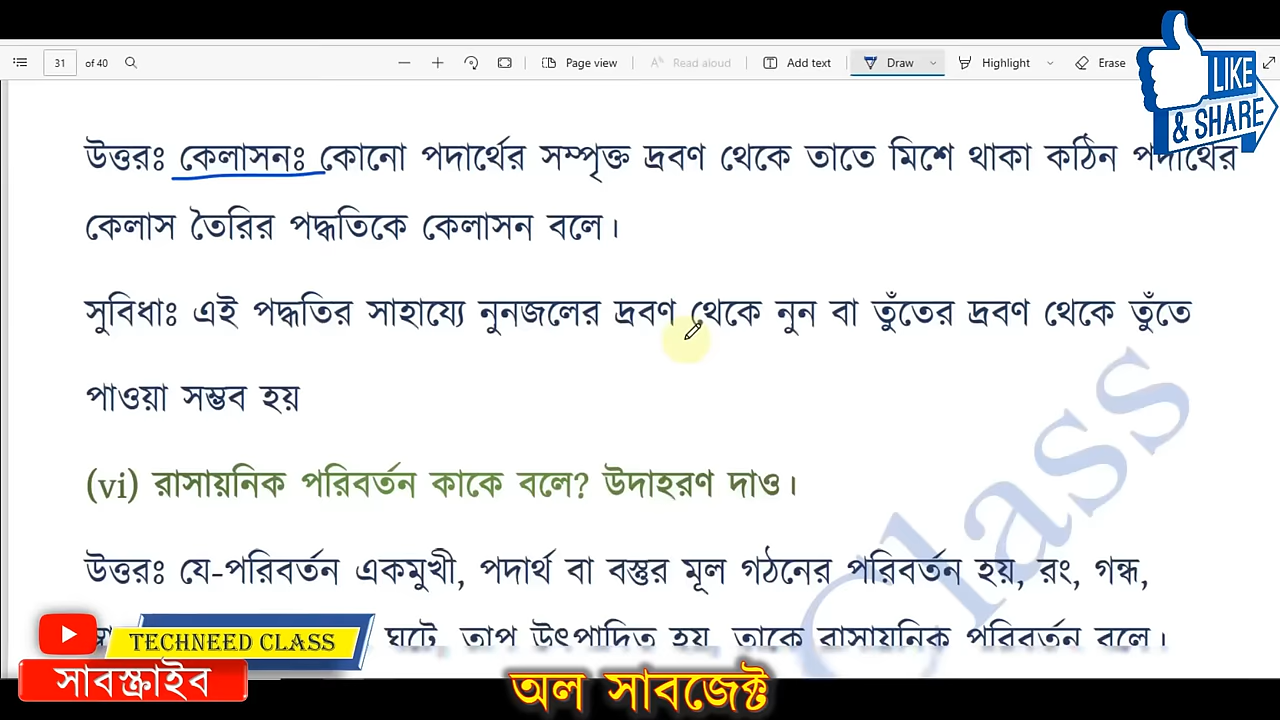 31 of 40 Page view Read aloud Add text Draw Highlight Erase
LIKE
& SHARE
উত্তরঃ কেলাসনঃ কোনো পদার্থের সম্পৃক্ত দ্রবণ থেকে তাতে মিশে থাকা কঠিন পদার্থের
কেলাস তৈরির পদ্ধতিকে কেলাসন বলে।
সুবিধাঃ এই পদ্ধতির সাহায্যে নুনজলের দ্রবণ থেকে নুন বা তুঁতের দ্রবণ থেকে তুঁতে
পাওয়া সম্ভব হয়
(vi) রাসায়নিক পরিবর্তন কাকে বলে? উদাহরণ দাও।
উত্তরঃ যে-পরিবর্তন একমুখী, পদার্থ বা বস্তুর মূল গঠনের পরিবর্তন হয়, রং, গন্ধ,
ঘটে, তাপ উৎপাদিত হয়, তাকে রাসায়নিক পরিবর্তন বলে।
Class
TECHNEED CLASS
সাবস্ক্রাইব
অল সাবজেক্ট